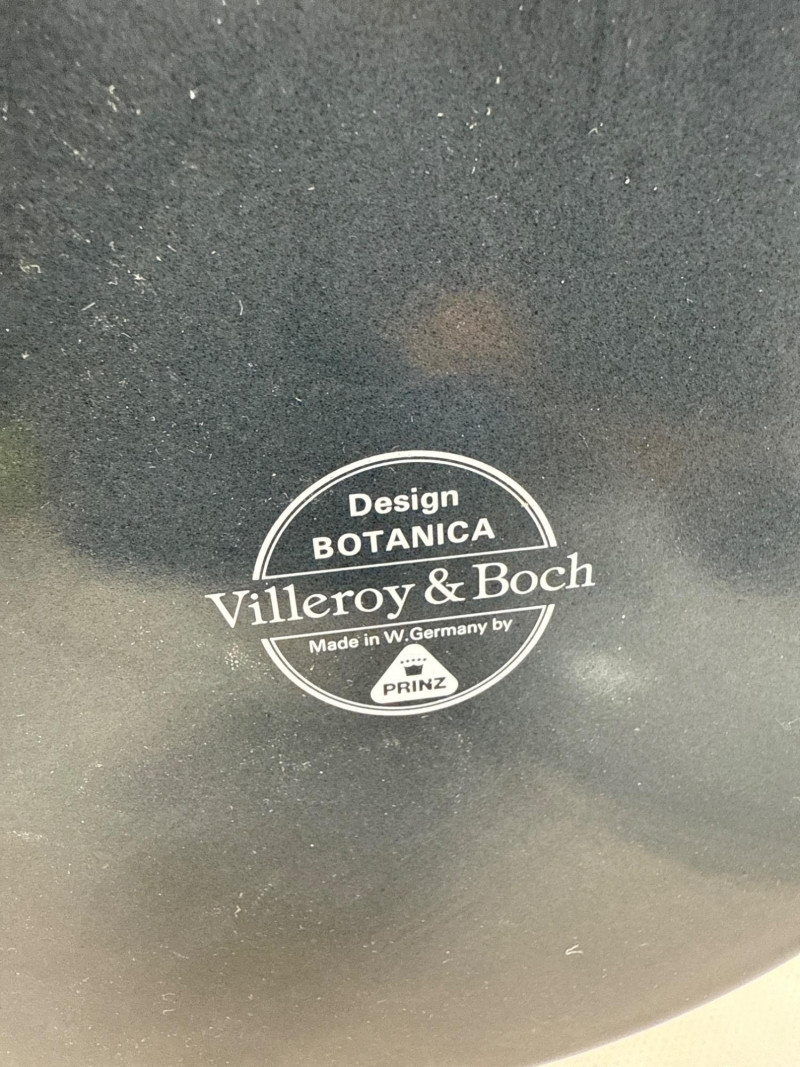 Design
BOTANICA
Villeroy & Boch
Made in W.Germany by
PRINZ